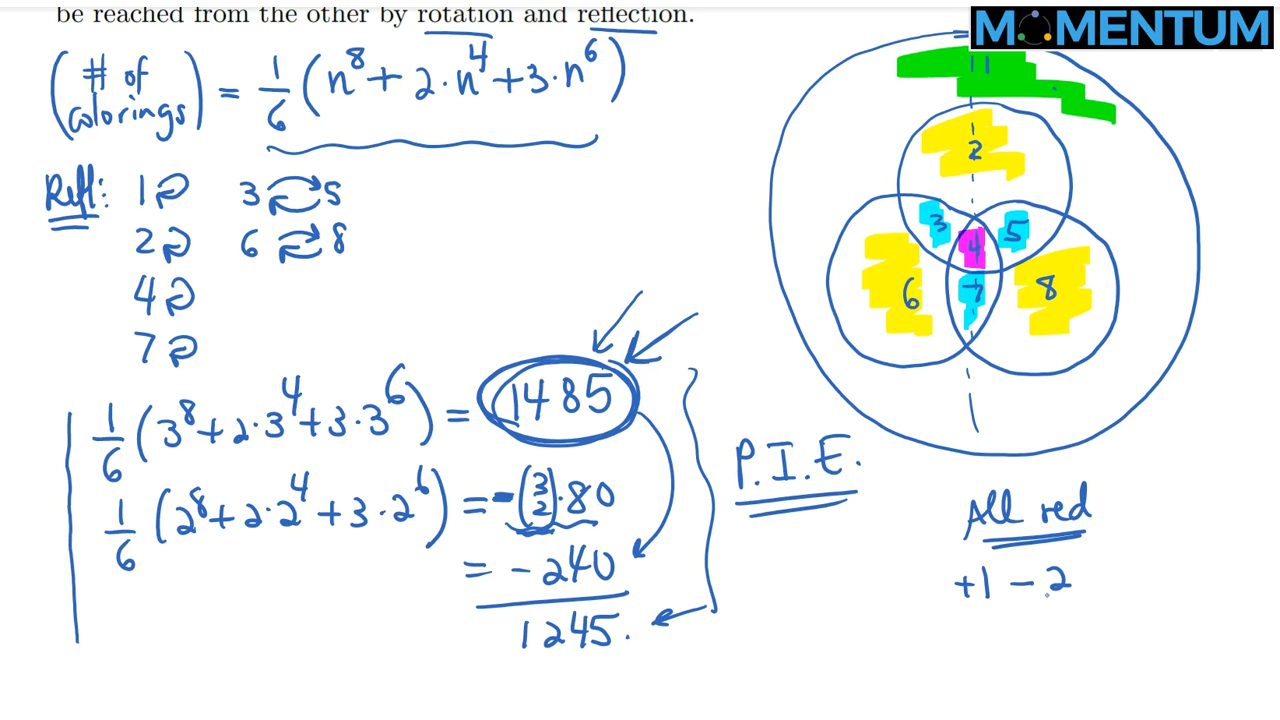 be reached from the other by rotation and reflection.
MOMENTUM
(# of colorings) = 1/6 (n^8 + 2·n^4 + 3·n^6)
Refl: 1 3 5
2 6 8
4
7
1/6 (3^8 + 2·3^4 + 3·3^6) = 1485
1/6 (2^8 + 2·2^4 + 3·2^6) = -(3 2)·80
= -240
1245.
1
2
3 4 5
6 7 8
P.I.E.
All red
+1 - 2